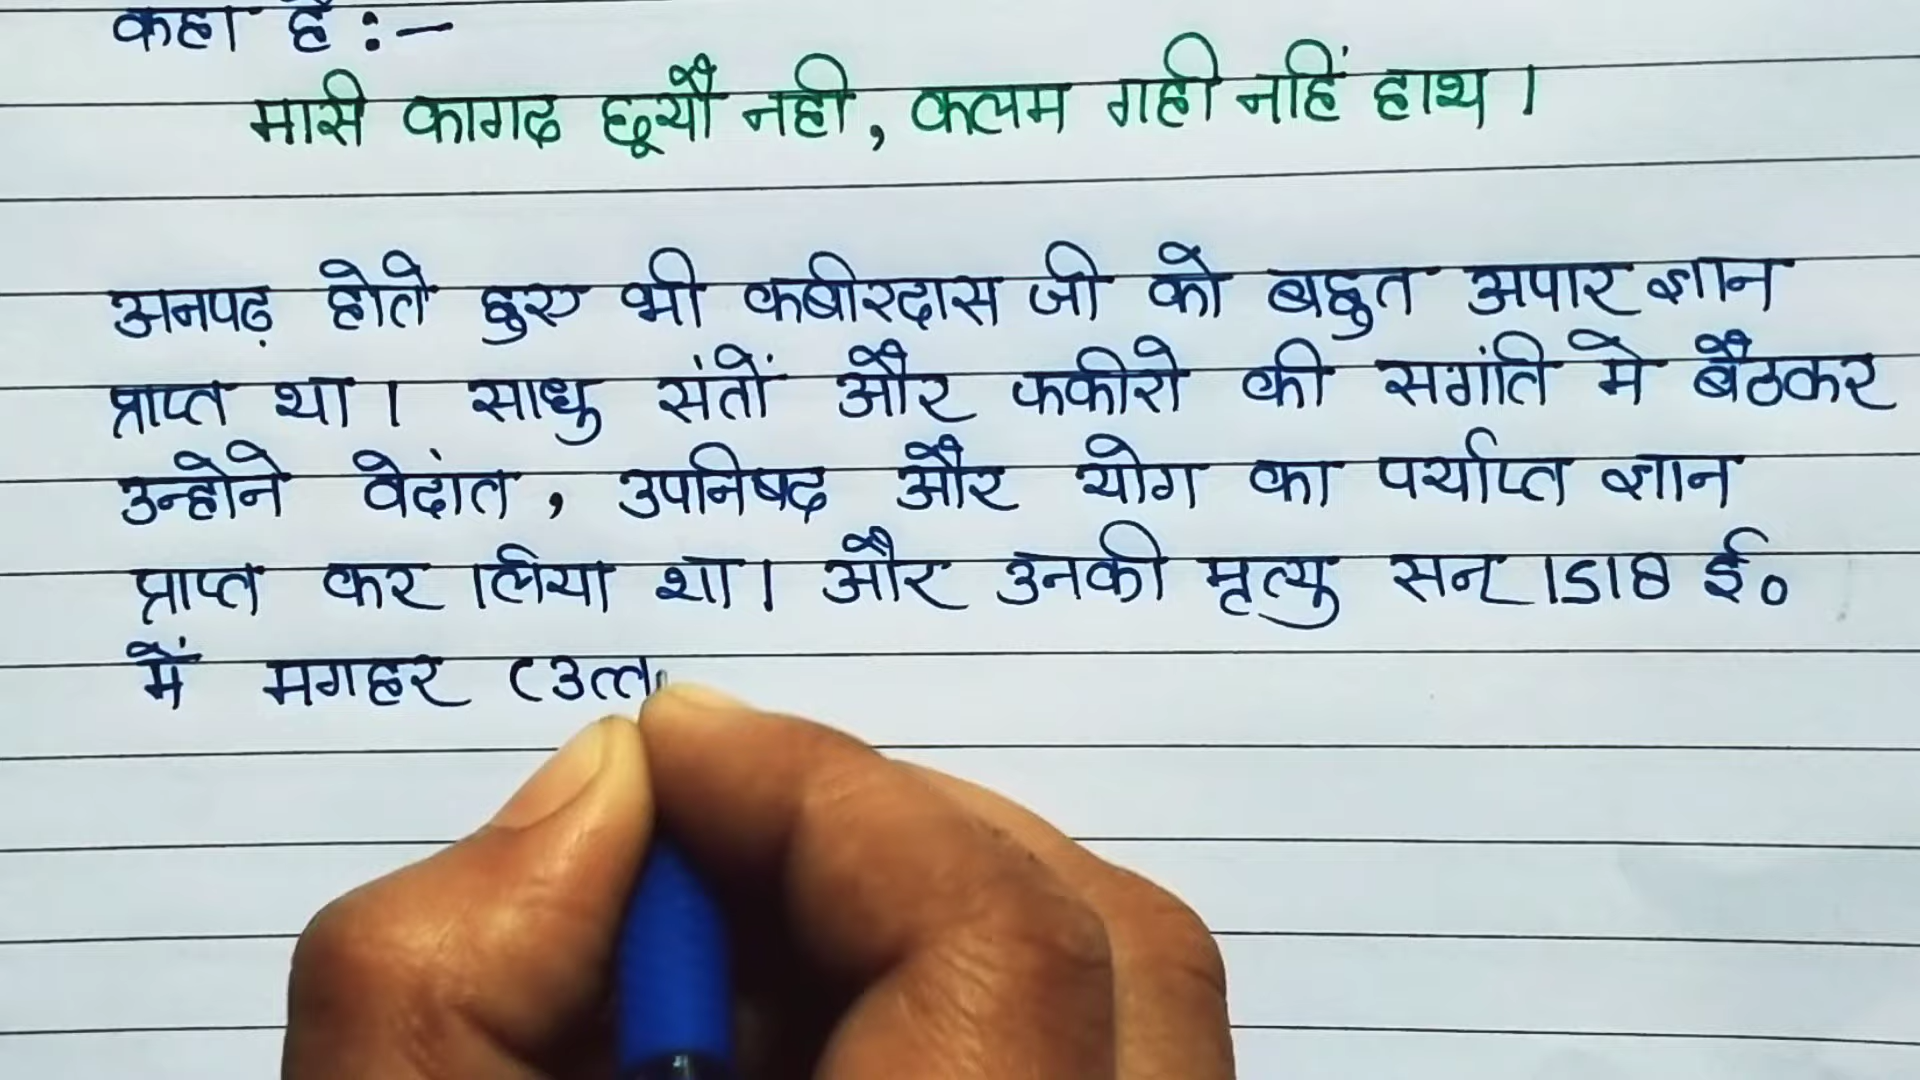 कहा है :-
मासि कागद छूयौ नही, कलम गही नहिं हाथ ।
अनपढ़ होते हुए भी कबीरदास जी को बहुत अपार ज्ञान
प्राप्त था । साधु संतों और फकीरो की सगंति मे बैठकर
उन्होने वेदांत , उपनिषद और योग का पर्याप्त ज्ञान
प्राप्त कर लिया था । और उनकी मृत्यु सन् 1518 ई०
में मगहर (उत्त